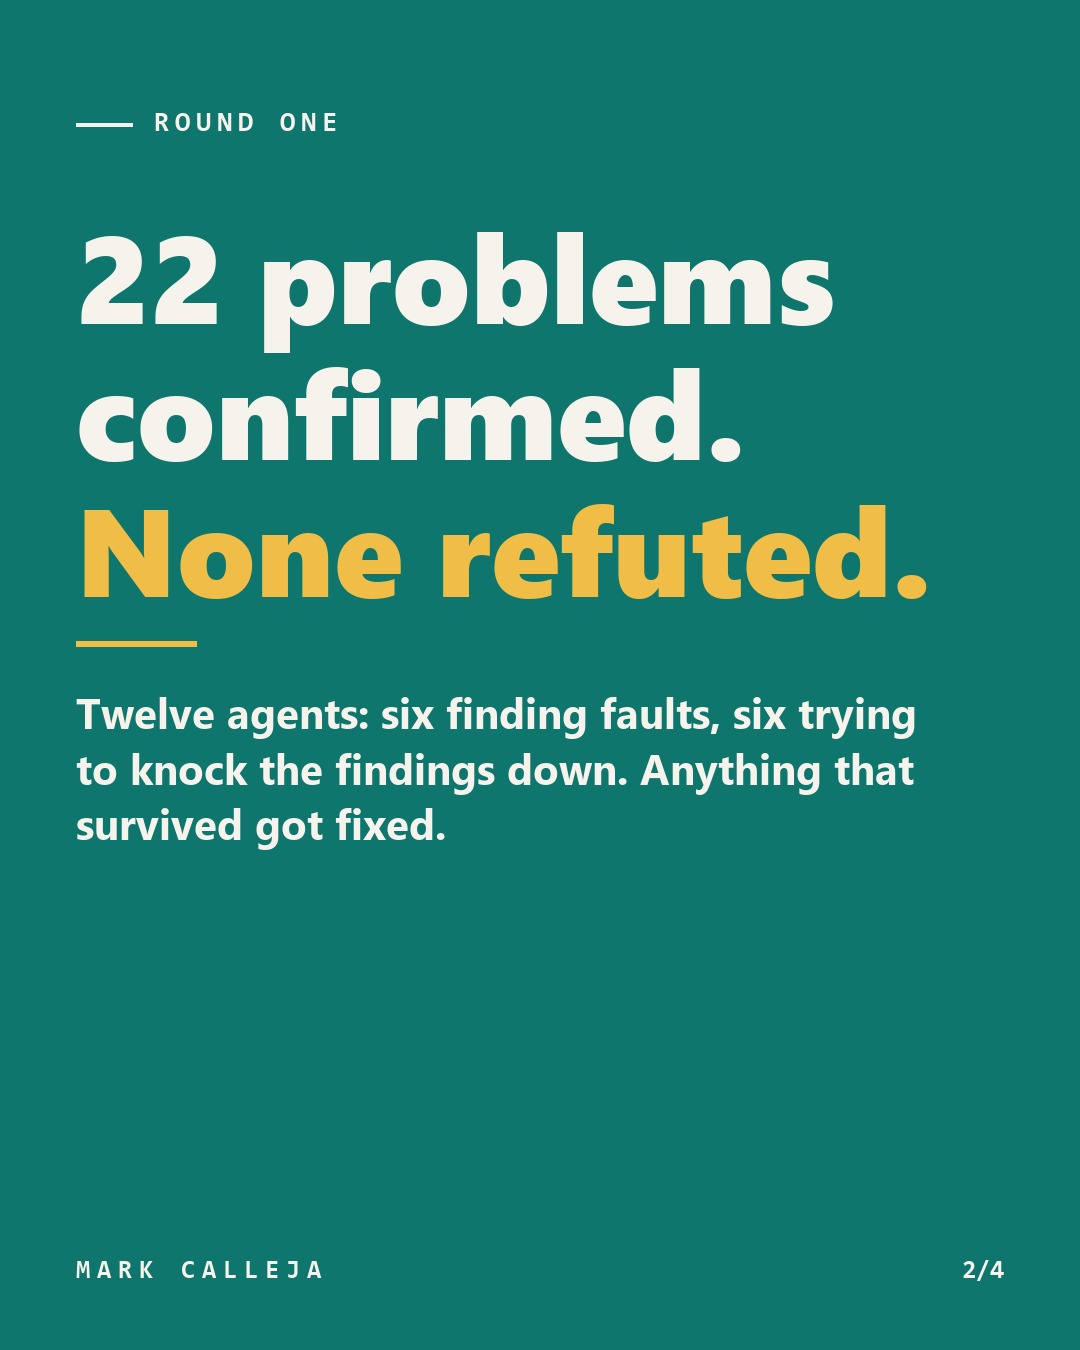 ROUND ONE
22 problems
confirmed.
None refuted.
Twelve agents: six finding faults, six trying
to knock the findings down. Anything that
survived got fixed.
MARK CALLEJA
2/4